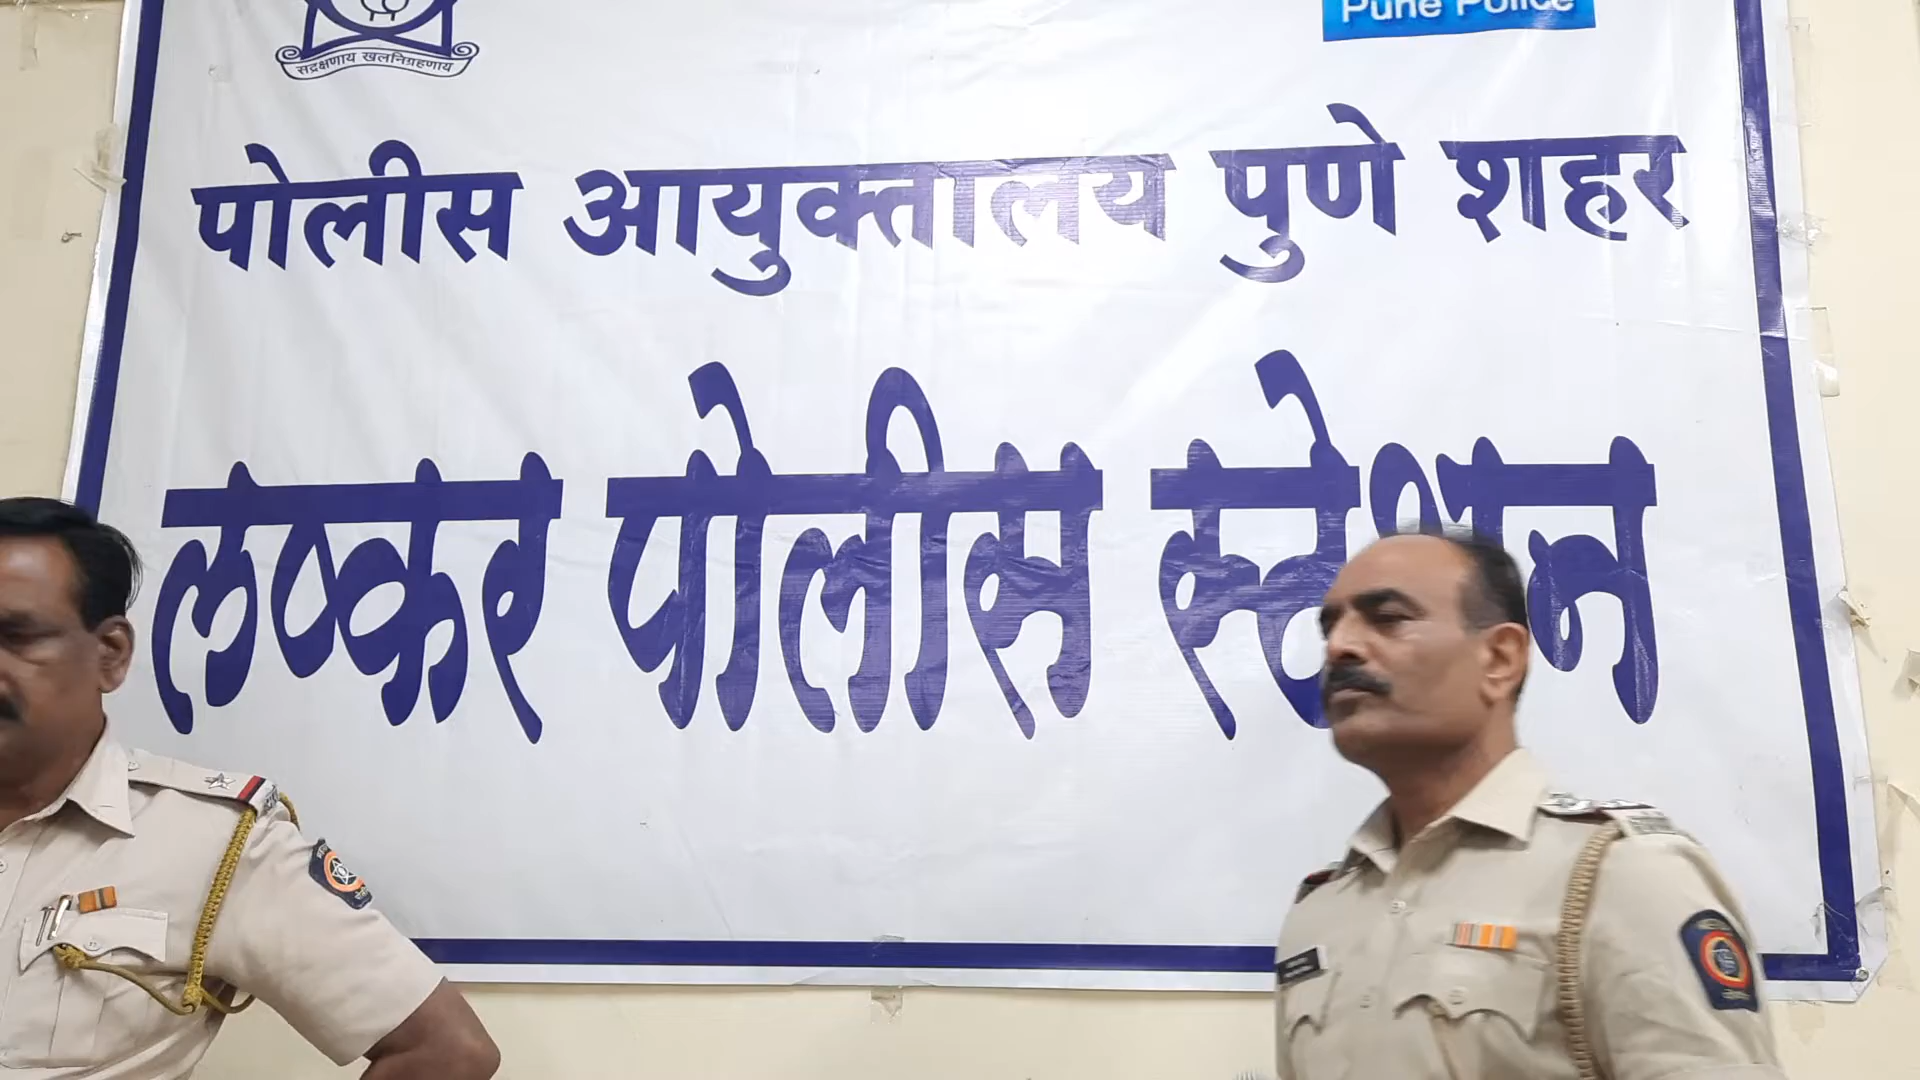 सद्रक्षणाय खलनिग्रहणाय
Pune Police
पोलीस आयुक्तालय पुणे शहर
लष्कर पोलीस स्टेशन